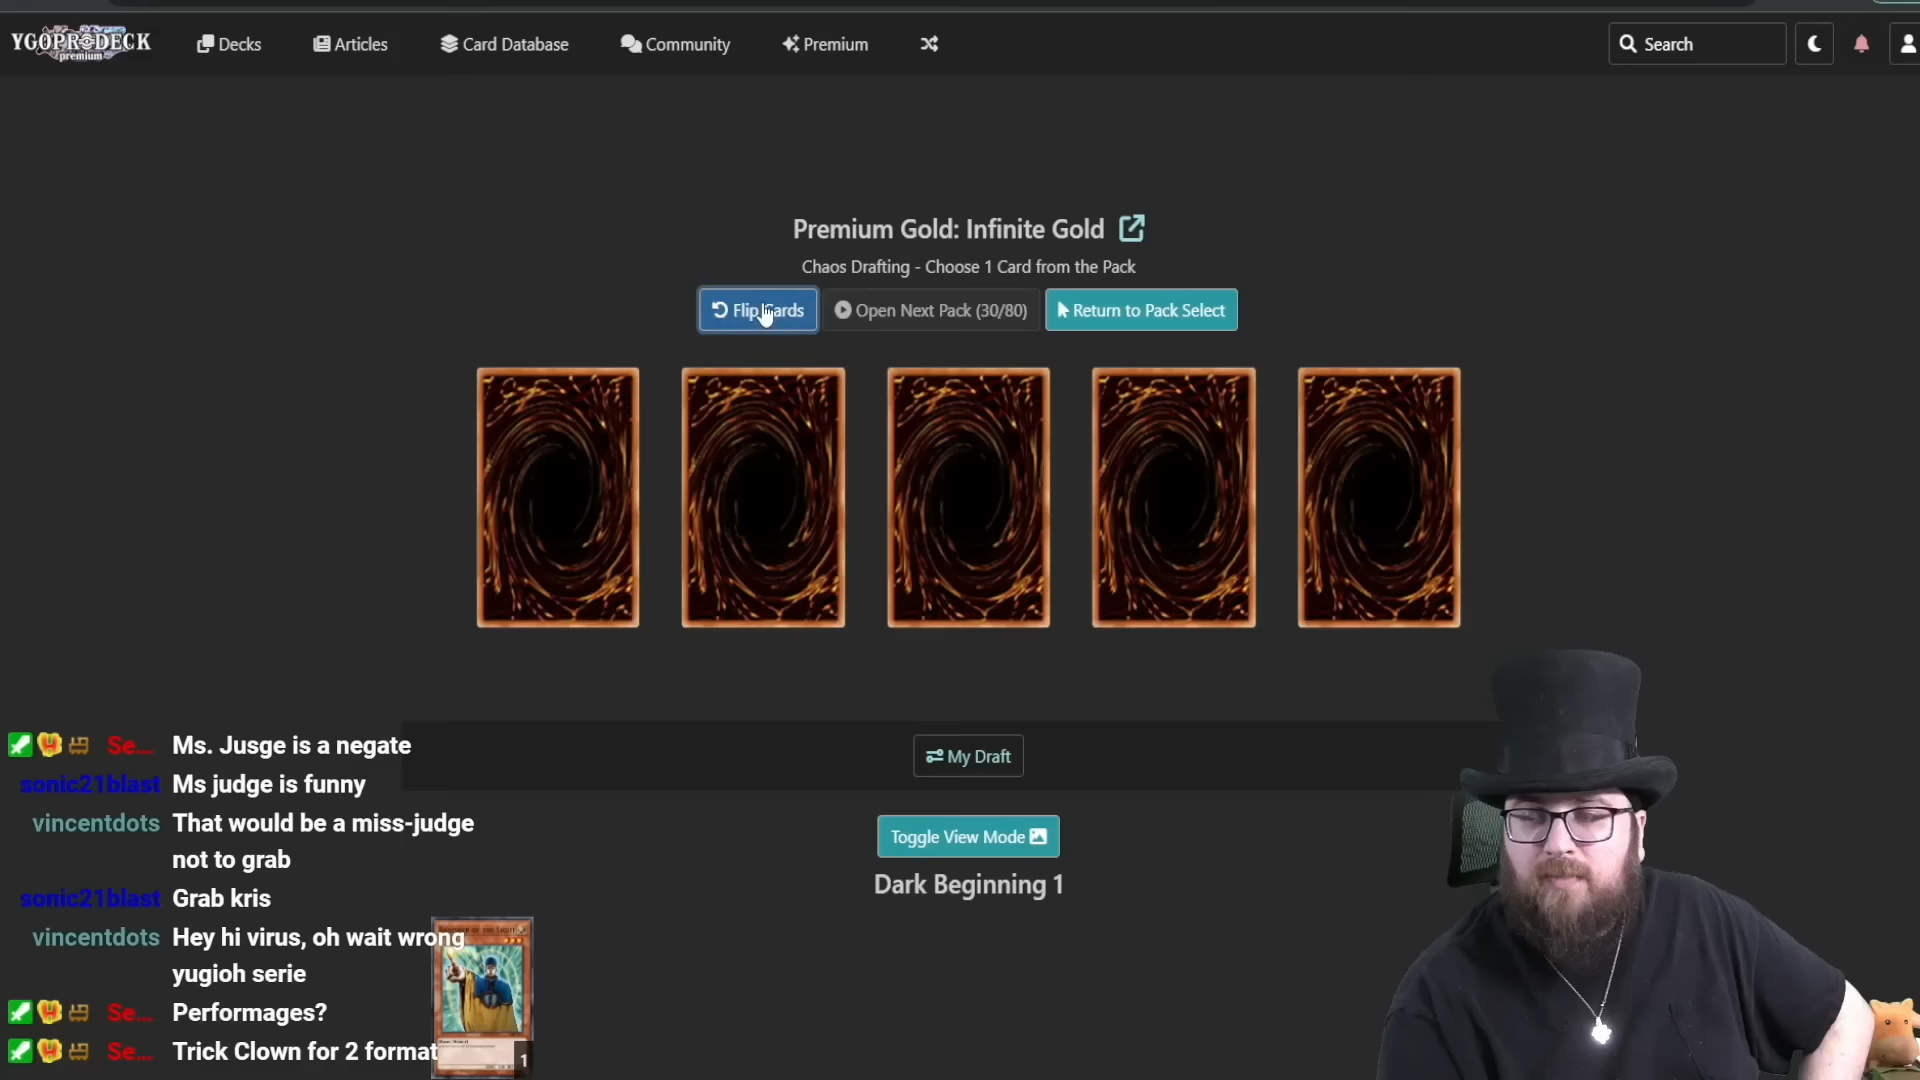 YGOPRODECK
premium
Decks
Articles
Card Database
Community
Premium
Search
Premium Gold: Infinite Gold
Chaos Drafting - Choose 1 Card from the Pack
Flip Cards
Open Next Pack (30/80)
Return to Pack Select
My Draft
Toggle View Mode
Dark Beginning 1
Se... Ms. Jusge is a negate
sonic21blast Ms judge is funny
vincentdots That would be a miss-judge
not to grab
sonic21blast Grab kris
vincentdots Hey hi virus, oh wait wrong
yugioh serie
Se... Performages?
Se... Trick Clown for 2 format
1